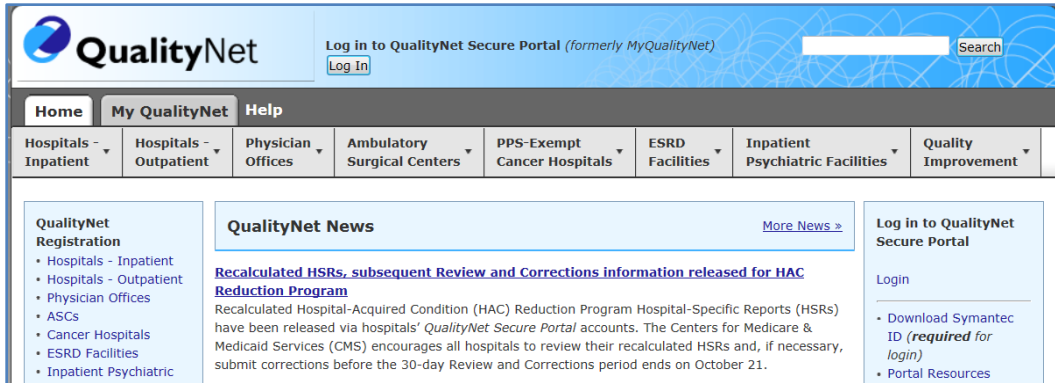 QualityNet
Log in to QualityNet Secure Portal (formerly MyQualityNet)
Log In
Search
Home
My QualityNet
Help
Hospitals - Inpatient
Hospitals - Outpatient
Physician Offices
Ambulatory Surgical Centers
PPS-Exempt Cancer Hospitals
ESRD Facilities
Inpatient Psychiatric Facilities
Quality Improvement
QualityNet
Registration
▪ Hospitals - Inpatient
▪ Hospitals - Outpatient
▪ Physician Offices
▪ ASCs
▪ Cancer Hospitals
▪ ESRD Facilities
▪ Inpatient Psychiatric
QualityNet News
More News »
Recalculated HSRs, subsequent Review and Corrections information released for HAC
Reduction Program
Recalculated Hospital-Acquired Condition (HAC) Reduction Program Hospital-Specific Reports (HSRs)
have been released via hospitals' QualityNet Secure Portal accounts. The Centers for Medicare &
Medicaid Services (CMS) encourages all hospitals to review their recalculated HSRs and, if necessary,
submit corrections before the 30-day Review and Corrections period ends on October 21.
Log in to QualityNet
Secure Portal
Login
▪ Download Symantec
ID (required for
login)
▪ Portal Resources